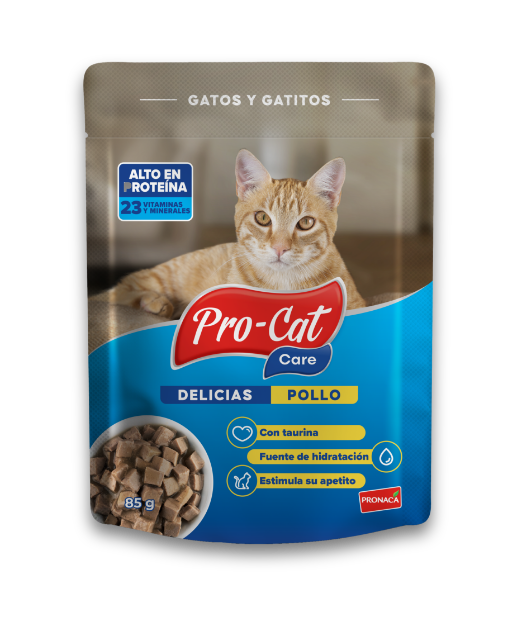 GATOS Y GATITOS
ALTO EN
PROTEÍNA
23 VITAMINAS
Y MINERALES
Pro-Cat
Care
DELICIAS POLLO
Con taurina
Fuente de hidratación
Estimula su apetito
85 g
PRONACA